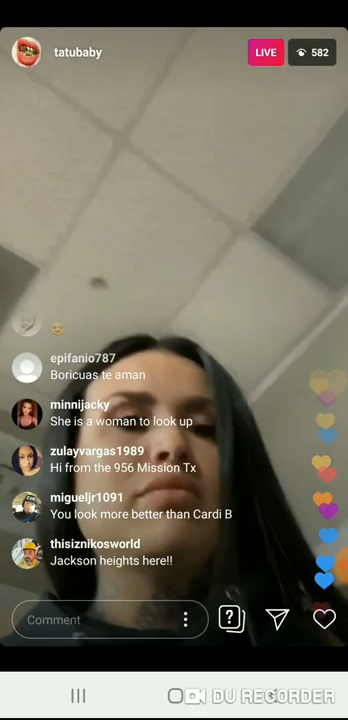 tatubaby
LIVE
582
epifanio787
Boricuas te aman
minnijacky
She is a woman to look up
zulayvargas1989
Hi from the 956 Mission Tx
migueljr1091
You look more better than Cardi B
thisiznikosworld
Jackson heights here!!
Comment
DU RECORDER